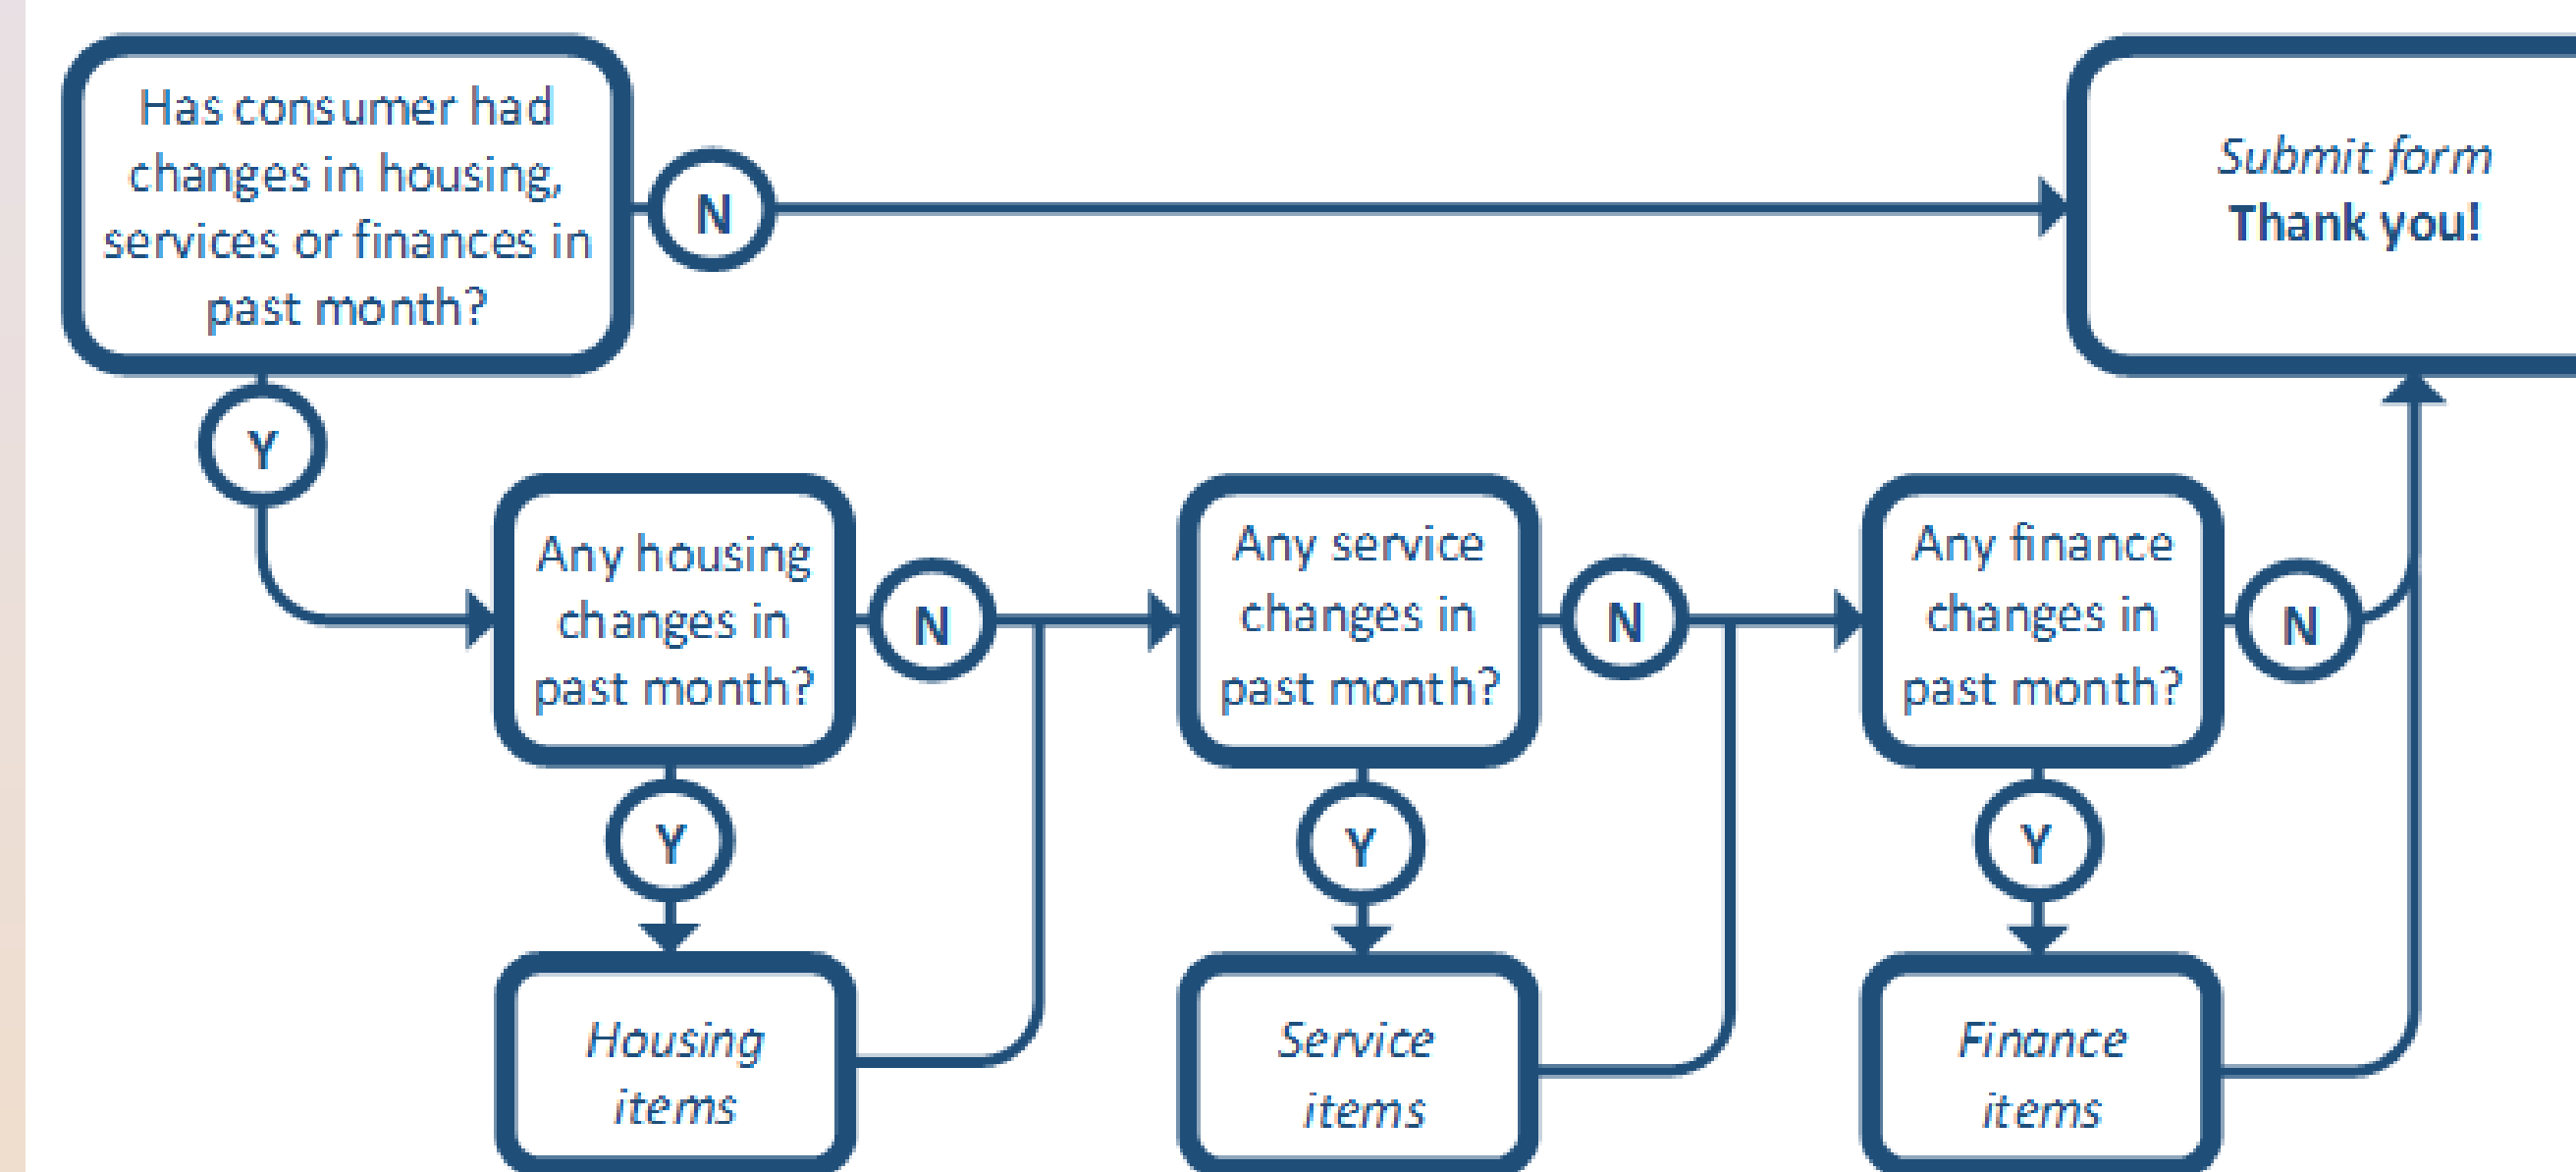 Has consumer had
changes in housing,
services or finances in
past month?
N
Submit form
Thank you!
Y
Any housing
changes in
past month?
N
Any service
changes in
past month?
N
Any finance
changes in
past month?
N
Y
Y
Y
Housing
items
Service
items
Finance
items